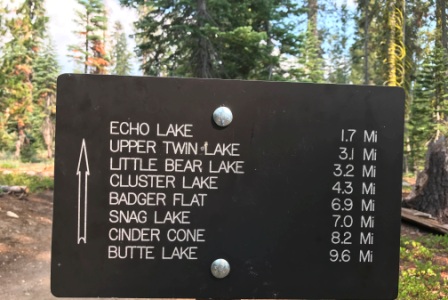 ECHO LAKE 1.7 Mi
UPPER TWIN LAKE 3.1 Mi
LITTLE BEAR LAKE 3.2 Mi
CLUSTER LAKE 4.3 Mi
BADGER FLAT 6.9 Mi
SNAG LAKE 7.0 Mi
CINDER CONE 8.2 Mi
BUTTE LAKE 9.6 Mi